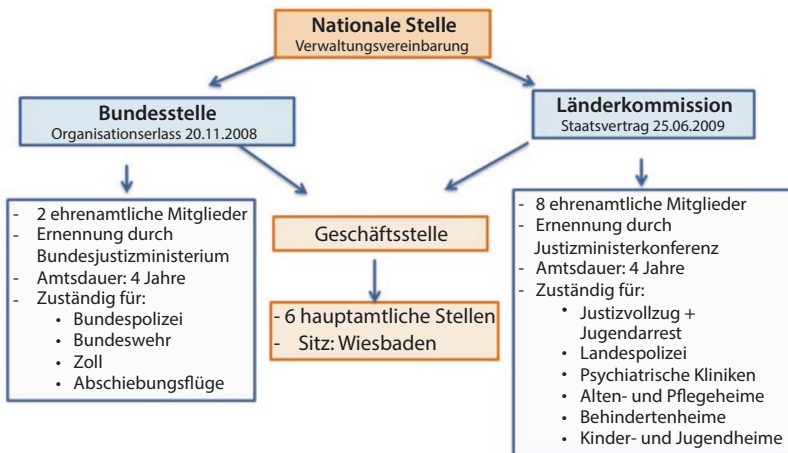 Nationale Stelle
Verwaltungsvereinbarung
Bundesstelle
Organisationserlass 20.11.2008
Länderkommission
Staatsvertrag 25.06.2009
- 2 ehrenamtliche Mitglieder
- Ernennung durch
Bundesjustizministerium
- Amtsdauer: 4 Jahre
- Zuständig für:
• Bundespolizei
• Bundeswehr
• Zoll
• Abschiebungsflüge
Geschäftsstelle
- 6 hauptamtliche Stellen
- Sitz: Wiesbaden
- 8 ehrenamtliche Mitglieder
- Ernennung durch
Justizministerkonferenz
- Amtsdauer: 4 Jahre
- Zuständig für:
• Justizvollzug +
Jugendarrest
• Landespolizei
• Psychiatrische Kliniken
• Alten- und Pflegeheime
• Behindertenheime
• Kinder- und Jugendheime